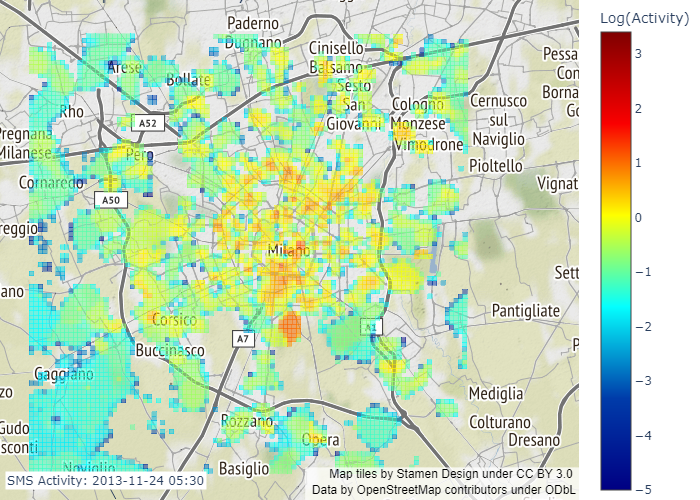 Log(Activity)
Paderno
Dugnano
Cinisello
Balsamo
Arese
Bollate
Sesto
San
Giovanni
Cologno
Monzese
Cernusco
sul
Naviglio
Pessa
Con
Borna
Go
Rho
A52
Pregnana
Milanese
Pero
Vimodrone
Pioltello
Cornaredo
A50
Vignat
reggio
Milano
Sett
ano
Corsico
A1
Pantigliate
Buccinasco
A7
P
Gaggiano
zo
Mediglia
Rozzano
Opera
Colturano
Dresano
Gudo
sconti
Noviglio
Basiglio
SMS Activity: 2013-11-24 05:30
Map tiles by Stamen Design under CC BY 3.0
Data by OpenStreetMap contributors under ODbL
3
2
1
0
−1
−2
−3
−4
−5